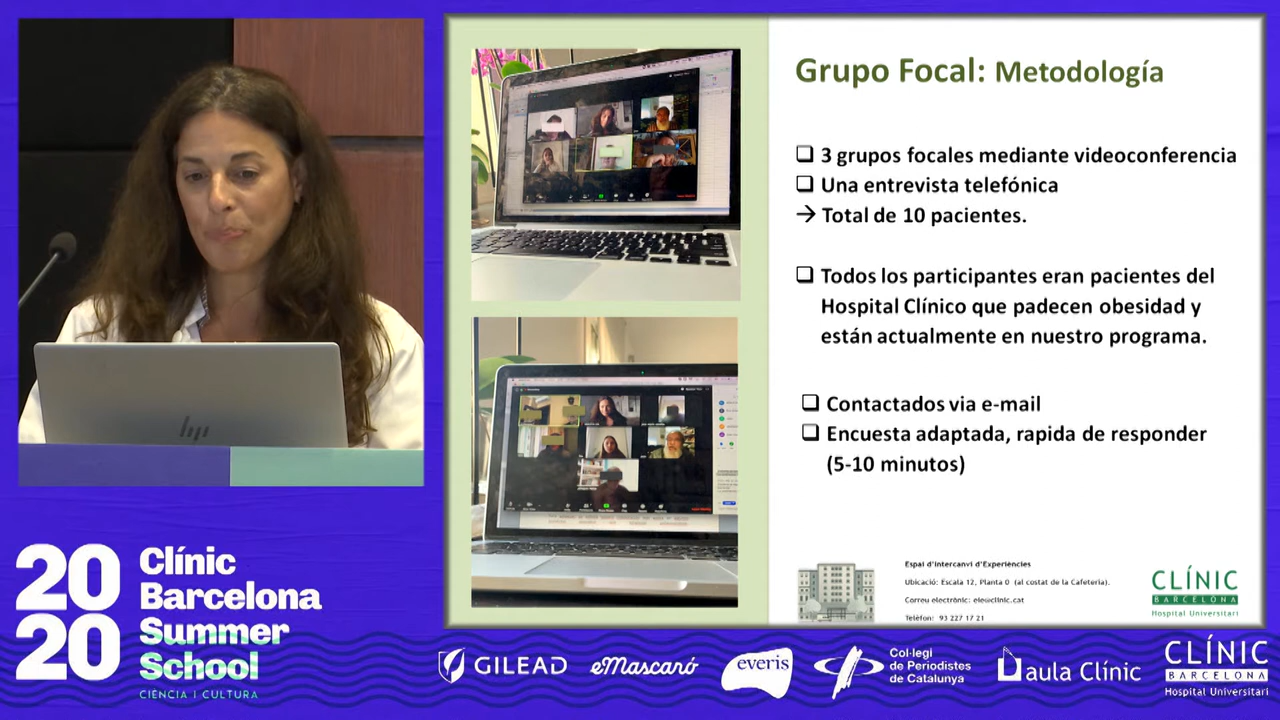 Grupo Focal: Metodología
3 grupos focales mediante videoconferencia
Una entrevista telefónica
→ Total de 10 pacientes.
Todos los participantes eran pacientes del
Hospital Clínico que padecen obesidad y
están actualmente en nuestro programa.
Contactados via e-mail
Encuesta adaptada, rapida de responder
(5-10 minutos)
Espai d'Intercanvi d'Experiències
Ubicació: Escala 12, Planta 0 (al costat de la Cafeteria).
Correu electrònic: eie@clinic.cat
Telèfon: 93 227 17 21
CLÍNIC
BARCELONA
Hospital Universitari
hp
20
20
Clínic
Barcelona
Summer
School
CIÈNCIA I CULTURA
GILEAD
eMascaró
everis
Col·legi
de Periodistes
de Catalunya
aula Clínic
CLÍNIC
BARCELONA
Hospital Universitari